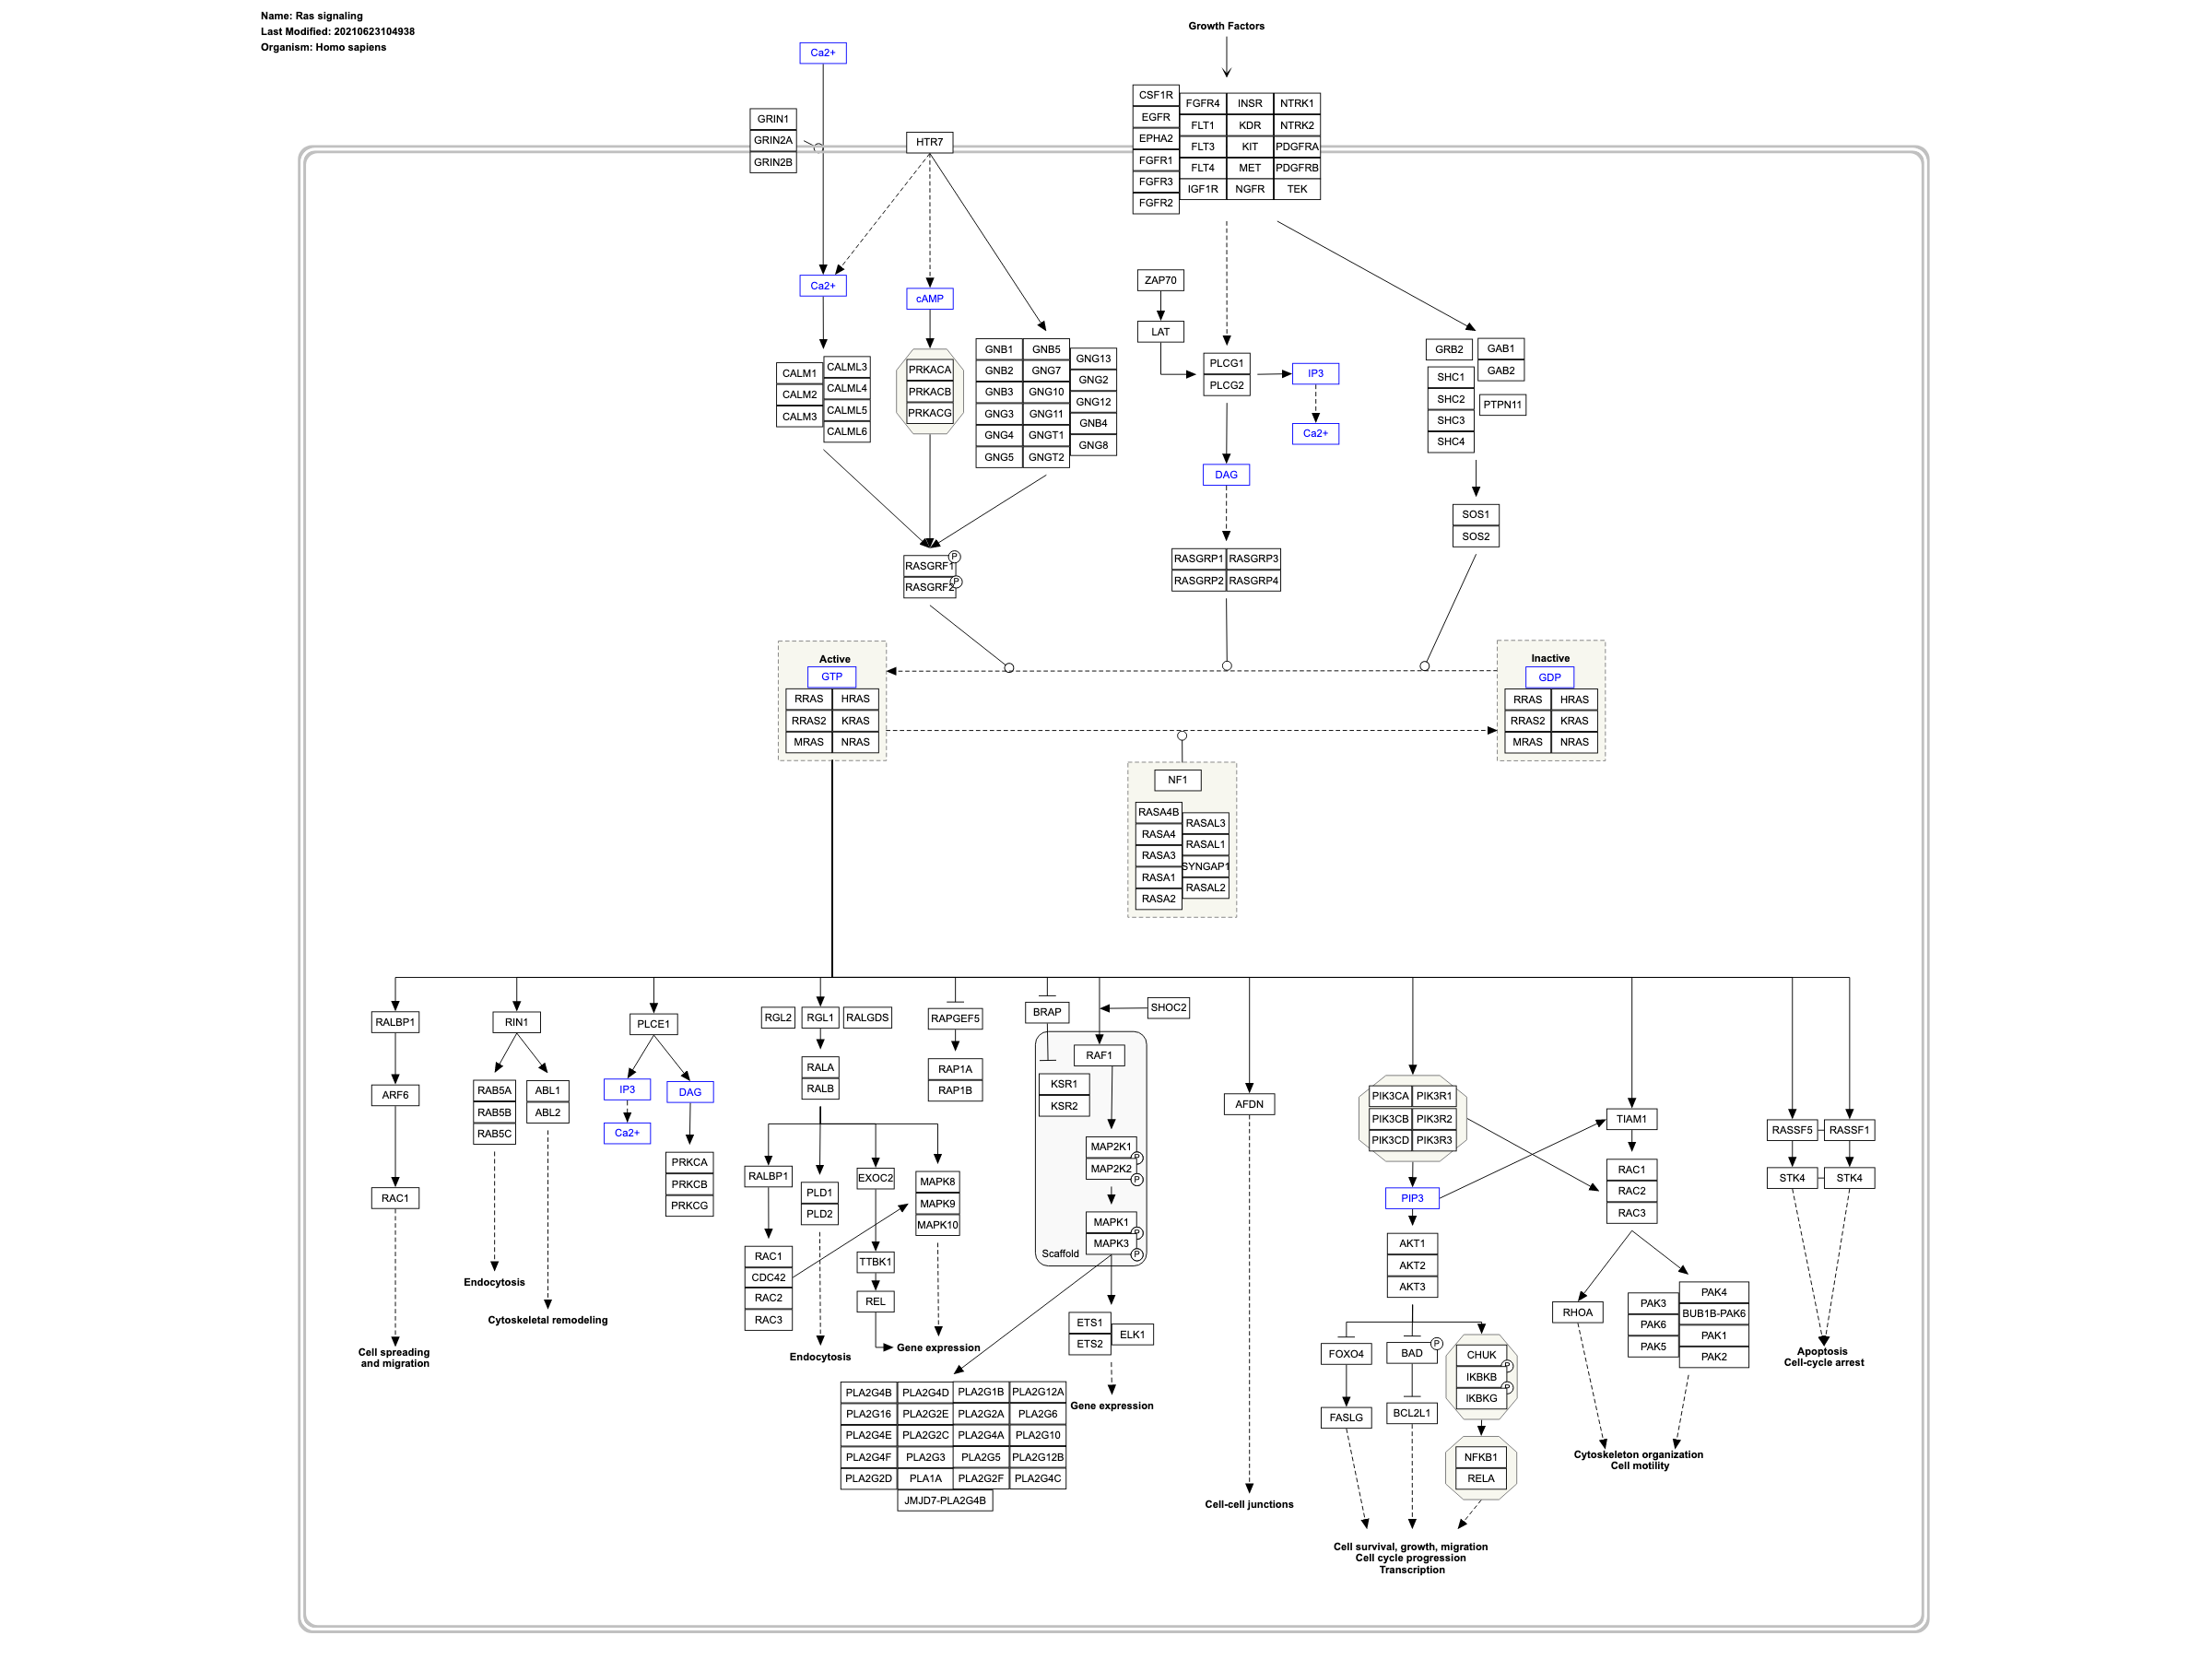 Name: Ras signaling
Last Modified: 20210623104938
Organism: Homo sapiens
Growth Factors
Ca2+
GRIN1
GRIN2A
GRIN2B
HTR7
CSF1R
EGFR
EPHA2
FGFR1
FGFR3
FGFR2
FGFR4 INSR NTRK1
FLT1 KDR NTRK2
FLT3 KIT PDGFRA
FLT4 MET PDGFRB
IGF1R NGFR TEK
Ca2+
cAMP
ZAP70
LAT
CALM1
CALM2
CALM3
CALML3
CALML4
CALML5
CALML6
PRKACA
PRKACB
PRKACG
GNB1 GNB5
GNB2 GNG7
GNB3 GNG10
GNG3 GNG11
GNG4 GNGT1
GNG5 GNGT2
GNG13
GNG2
GNG12
GNB4
GNG8
PLCG1
PLCG2
IP3
Ca2+
DAG
GRB2
GAB1
GAB2
SHC1
SHC2
SHC3
SHC4
PTPN11
SOS1
SOS2
RASGRF1 P
RASGRF2 P
RASGRP1 RASGRP3
RASGRP2 RASGRP4
Active
GTP
RRAS HRAS
RRAS2 KRAS
MRAS NRAS
Inactive
GDP
RRAS HRAS
RRAS2 KRAS
MRAS NRAS
NF1
RASA4B
RASA4
RASA3
RASA1
RASA2
RASAL3
RASAL1
SYNGAP1
RASAL2
RALBP1
ARF6
RAC1
Cell spreading
and migration
RIN1
RAB5A
RAB5B
RAB5C
ABL1
ABL2
Endocytosis
Cytoskeletal remodeling
PLCE1
IP3
Ca2+
DAG
PRKCA
PRKCB
PRKCG
RGL2 RGL1 RALGDS
RALA
RALB
RALBP1
RAC1
CDC42
RAC2
RAC3
PLD1
PLD2
Endocytosis
EXOC2
TTBK1
REL
MAPK8
MAPK9
MAPK10
Gene expression
RAPGEF5
RAP1A
RAP1B
BRAP
SHOC2
RAF1
KSR1
KSR2
MAP2K1 P
MAP2K2 P
MAPK1 P
MAPK3 P
Scaffold
ETS1
ETS2
ELK1
Gene expression
PLA2G4B PLA2G4D PLA2G1B PLA2G12A
PLA2G16 PLA2G2E PLA2G2A PLA2G6
PLA2G4E PLA2G2C PLA2G4A PLA2G10
PLA2G4F PLA2G3 PLA2G5 PLA2G12B
PLA2G2D PLA1A PLA2G2F PLA2G4C
JMJD7-PLA2G4B
AFDN
Cell-cell junctions
PIK3CA PIK3R1
PIK3CB PIK3R2
PIK3CD PIK3R3
PIP3
AKT1
AKT2
AKT3
FOXO4
FASLG
BAD P
BCL2L1
CHUK
IKBKB P
IKBKG P
NFKB1
RELA
Cell survival, growth, migration
Cell cycle progression
Transcription
TIAM1
RAC1
RAC2
RAC3
RHOA
PAK3
PAK6
PAK5
PAK4
BUB1B-PAK6
PAK1
PAK2
Cytoskeleton organization
Cell motility
RASSF5 RASSF1
STK4 STK4
Apoptosis
Cell-cycle arrest